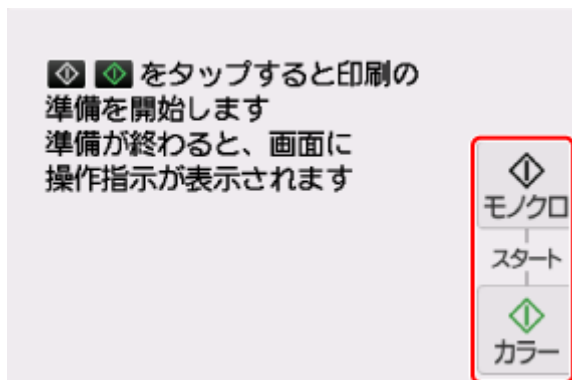 をタップすると印刷の
準備を開始します
準備が終わると、画面に
操作指示が表示されます
モノクロ
スタート
カラー